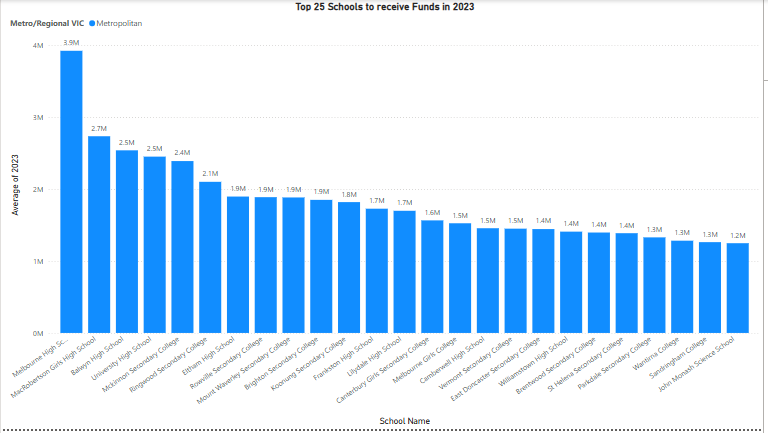 Top 25 Schools to receive Funds in 2023
Metro/Regional VIC Metropolitan
Average of 2023
4M
3M
2M
1M
0M
3.9M
2.7M
2.5M
2.5M
2.4M
2.1M
1.9M
1.9M
1.9M
1.9M
1.8M
1.7M
1.7M
1.6M
1.5M
1.5M
1.5M
1.4M
1.4M
1.4M
1.4M
1.3M
1.3M
1.3M
1.2M
Melbourne High Sc...
MacRobertson Girls High School
Balwyn High School
University High School
McKinnon Secondary College
Ringwood Secondary College
Eltham High School
Rowville Secondary College
Mount Waverley Secondary College
Brighton Secondary College
Koonung Secondary College
Frankston High School
Lilydale High School
Canterbury Girls Secondary College
Melbourne Girls College
Camberwell High School
Vermont Secondary College
East Doncaster Secondary College
Williamstown High School
Brentwood Secondary College
St Helena Secondary College
Parkdale Secondary College
Wantirna College
Sandringham College
John Monash Science School
School Name